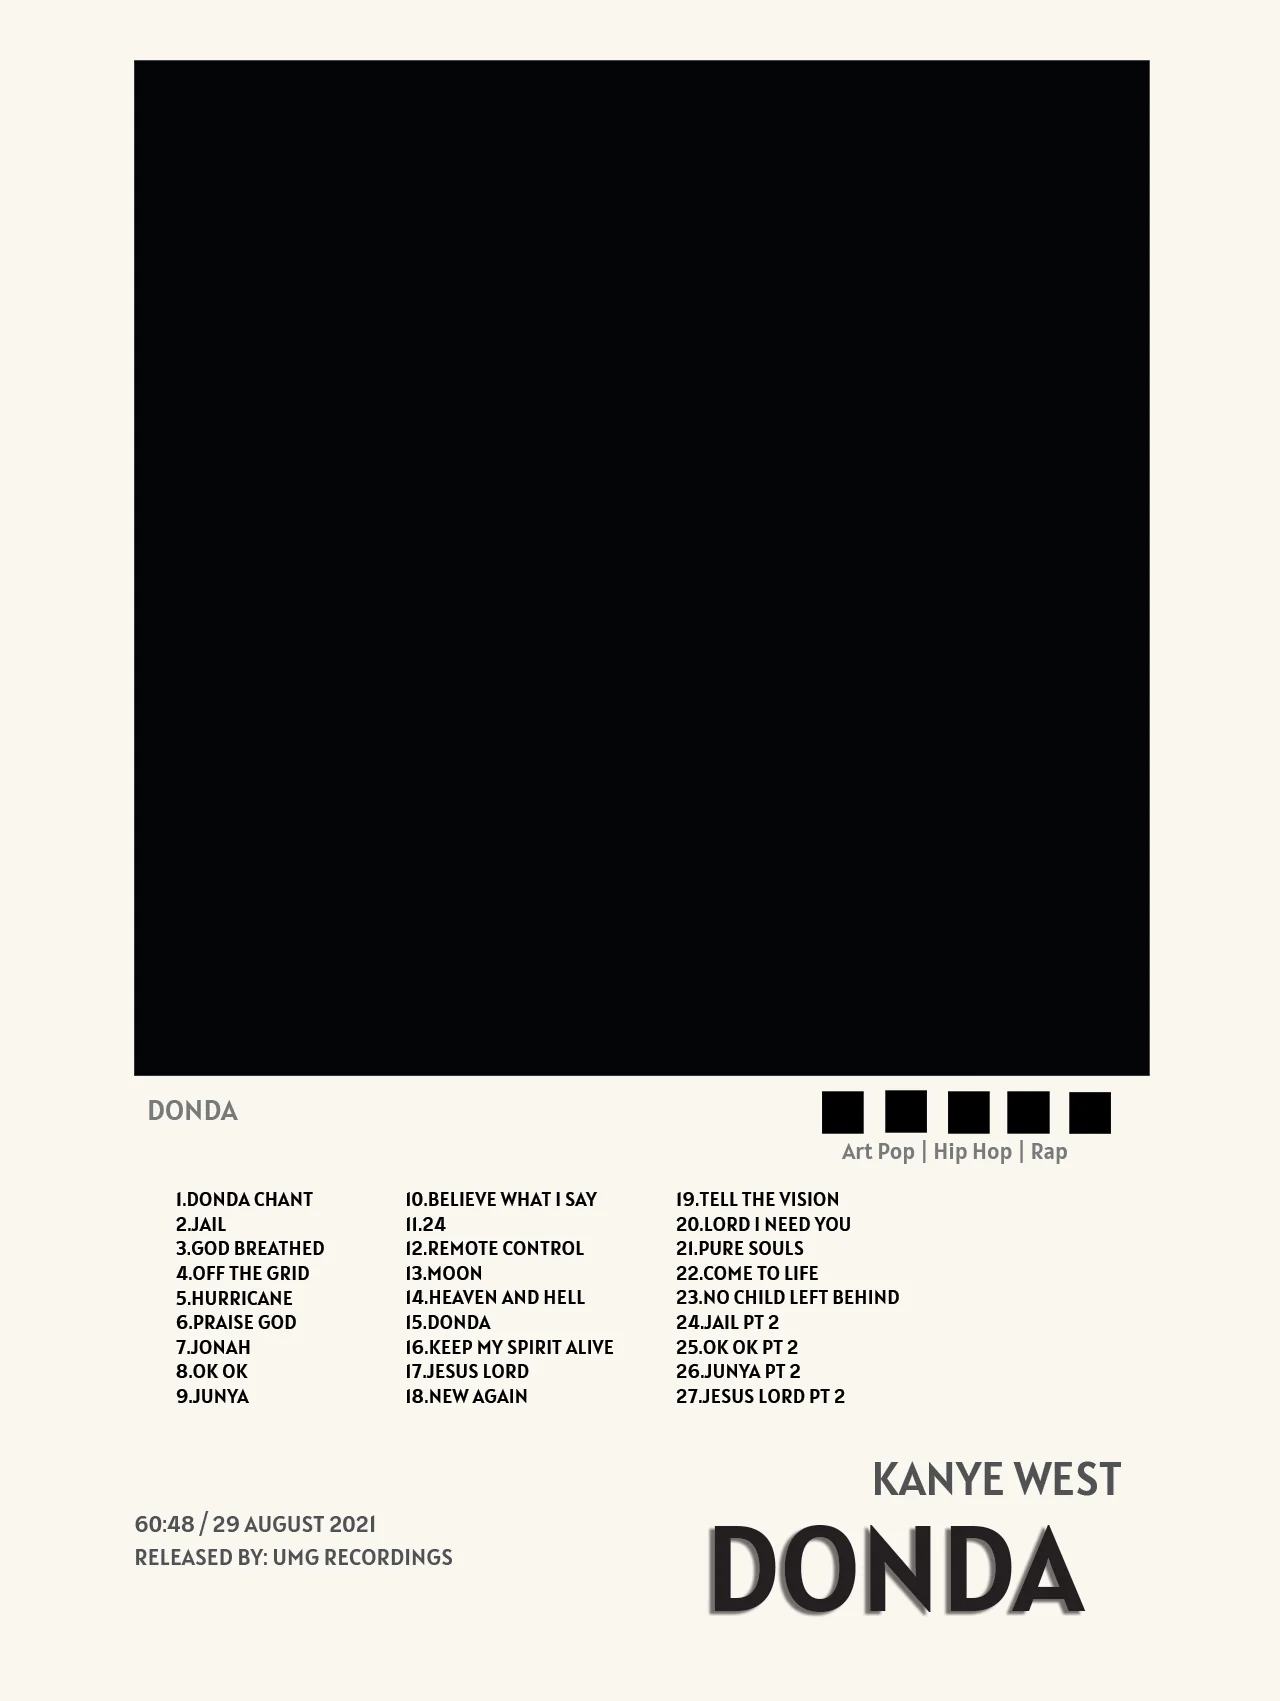 DONDA
Art Pop | Hip Hop | Rap
1.DONDA CHANT
2.JAIL
3.GOD BREATHED
4.OFF THE GRID
5.HURRICANE
6.PRAISE GOD
7.JONAH
8.OK OK
9.JUNYA
10.BELIEVE WHAT I SAY
11.24
12.REMOTE CONTROL
13.MOON
14.HEAVEN AND HELL
15.DONDA
16.KEEP MY SPIRIT ALIVE
17.JESUS LORD
18.NEW AGAIN
19.TELL THE VISION
20.LORD I NEED YOU
21.PURE SOULS
22.COME TO LIFE
23.NO CHILD LEFT BEHIND
24.JAIL PT 2
25.OK OK PT 2
26.JUNYA PT 2
27.JESUS LORD PT 2
60:48 / 29 AUGUST 2021
RELEASED BY: UMG RECORDINGS
KANYE WEST
DONDA